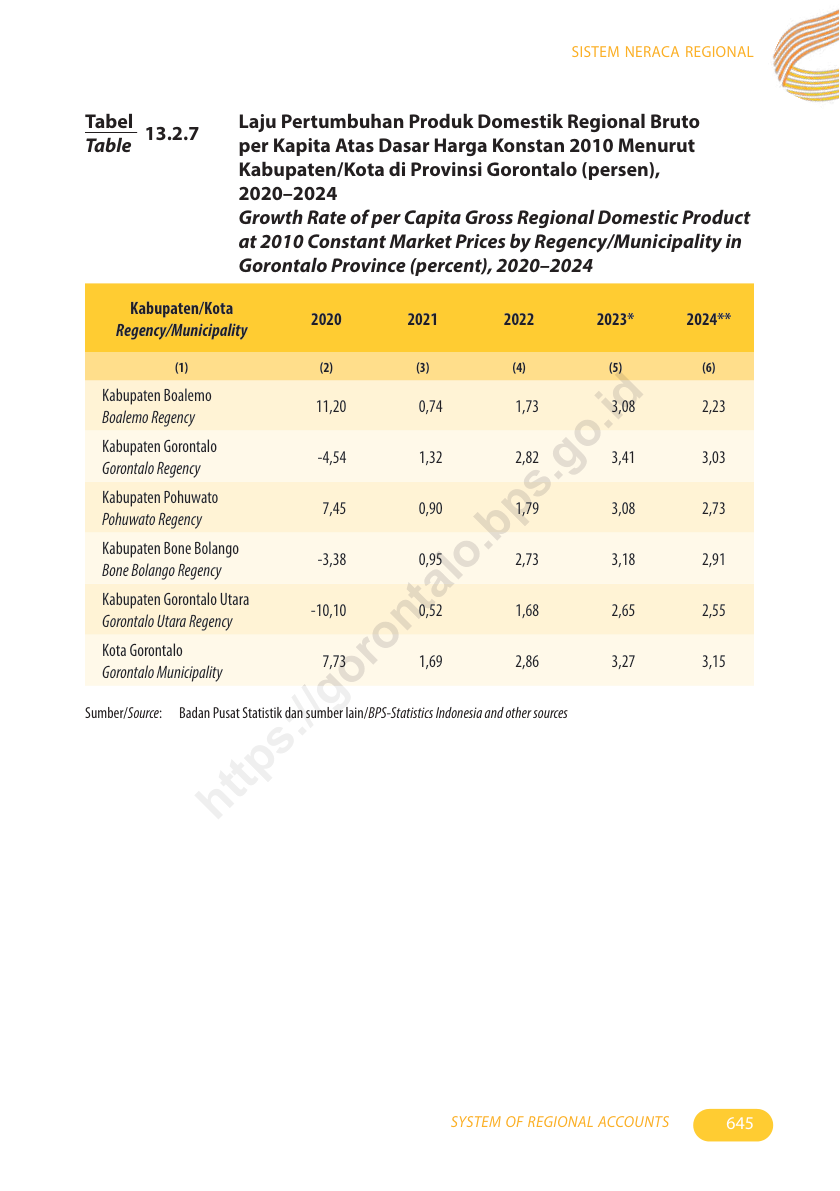 SISTEM NERACA REGIONAL
Tabel
Table
13.2.7
Laju Pertumbuhan Produk Domestik Regional Bruto
per Kapita Atas Dasar Harga Konstan 2010 Menurut
Kabupaten/Kota di Provinsi Gorontalo (persen),
2020–2024
Growth Rate of per Capita Gross Regional Domestic Product
at 2010 Constant Market Prices by Regency/Municipality in
Gorontalo Province (percent), 2020–2024
Kabupaten/Kota
Regency/Municipality
2020 2021 2022 2023* 2024**
(1) (2) (3) (4) (5) (6)
Kabupaten Boalemo
Boalemo Regency
11,20 0,74 1,73 3,08 2,23
Kabupaten Gorontalo
Gorontalo Regency
-4,54 1,32 2,82 3,41 3,03
Kabupaten Pohuwato
Pohuwato Regency
7,45 0,90 1,79 3,08 2,73
Kabupaten Bone Bolango
Bone Bolango Regency
-3,38 0,95 2,73 3,18 2,91
Kabupaten Gorontalo Utara
Gorontalo Utara Regency
-10,10 0,52 1,68 2,65 2,55
Kota Gorontalo
Gorontalo Municipality
7,73 1,69 2,86 3,27 3,15
Sumber/Source: Badan Pusat Statistik dan sumber lain/BPS-Statistics Indonesia and other sources
https://gorontalo.bps.go.id
SYSTEM OF REGIONAL ACCOUNTS 645